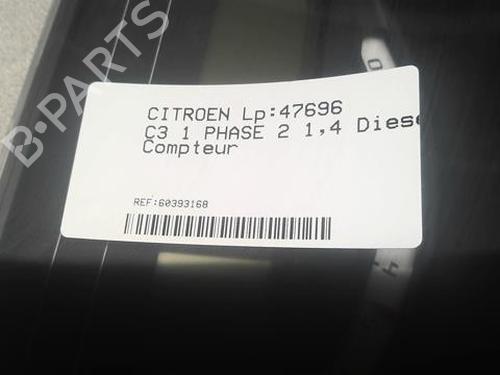 B-PARTS
CITROEN Lp:47696
C3 1 PHASE 2 1,4 Diese
Compteur
REF:60393168